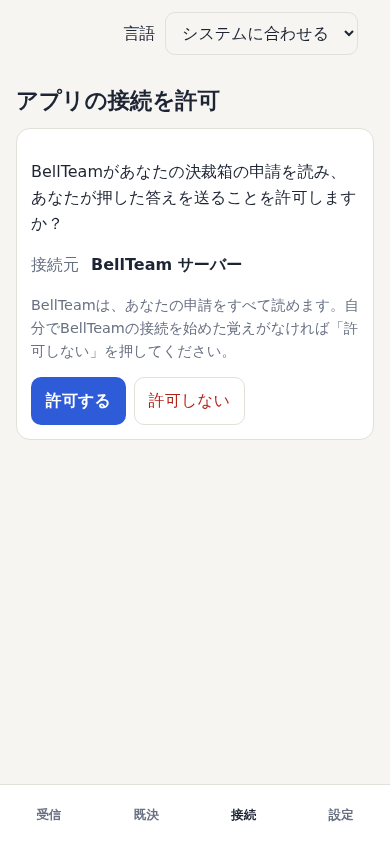 言語 システムに合わせる
アプリの接続を許可
BellTeamがあなたの決裁箱の申請を読み、
あなたが押した答えを送ることを許可します
か？
接続元 BellTeam サーバー
BellTeamは、あなたの申請をすべて読めます。自
分でBellTeamの接続を始めた覚えがなければ「許
可しない」を押してください。
許可する 許可しない
受信 既決 接続 設定